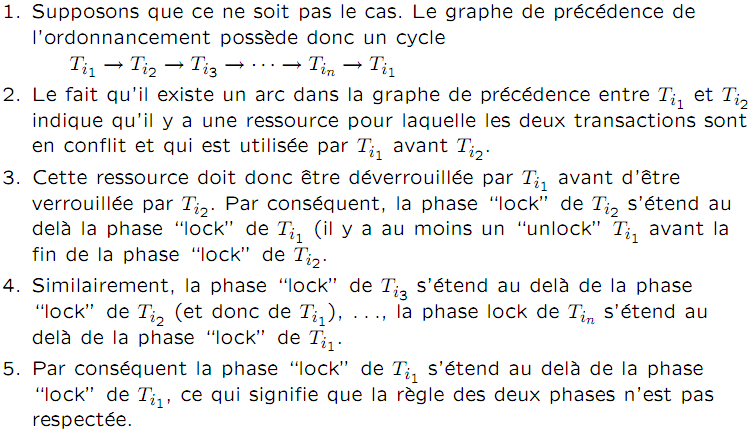 1. Supposons que ce ne soit pas le cas. Le graphe de précédence de
l'ordonnancement possède donc un cycle
T_{i_1} → T_{i_2} → T_{i_3} → ··· → T_{i_n} → T_{i_1}
2. Le fait qu'il existe un arc dans la graphe de précédence entre T_{i_1} et T_{i_2}
indique qu'il y a une ressource pour laquelle les deux transactions sont
en conflit et qui est utilisée par T_{i_1} avant T_{i_2}.
3. Cette ressource doit donc être déverrouillée par T_{i_1} avant d'être
verrouillée par T_{i_2}. Par conséquent, la phase “lock” de T_{i_2} s'étend au
delà la phase “lock” de T_{i_1} (il y a au moins un “unlock” T_{i_1} avant la
fin de la phase “lock” de T_{i_2}.
4. Similairement, la phase “lock” de T_{i_3} s'étend au delà de la phase
“lock” de T_{i_2} (et donc de T_{i_1}), ..., la phase lock de T_{i_n} s'étend au
delà de la phase “lock” de T_{i_1}.
5. Par conséquent la phase “lock” de T_{i_1} s'étend au delà de la phase
“lock” de T_{i_1}, ce qui signifie que la règle des deux phases n'est pas
respectée.